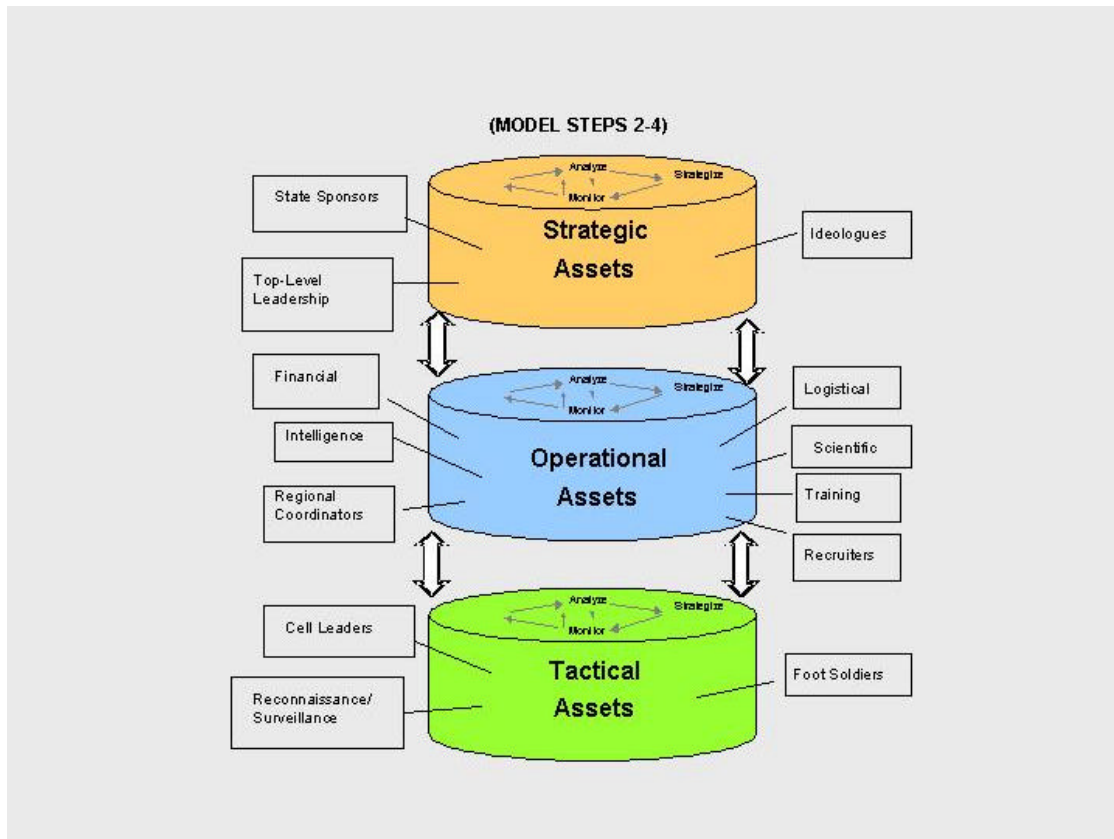 (MODEL STEPS 2-4)
Analyze
Strategize
Monitor
State Sponsors
Strategic
Assets
Ideologues
Top-Level
Leadership
Analyze
Strategize
Monitor
Financial
Logistical
Intelligence
Operational
Assets
Scientific
Regional
Coordinators
Training
Recruiters
Analyze
Strategize
Monitor
Cell Leaders
Tactical
Assets
Foot Soldiers
Reconnaissance/
Surveillance